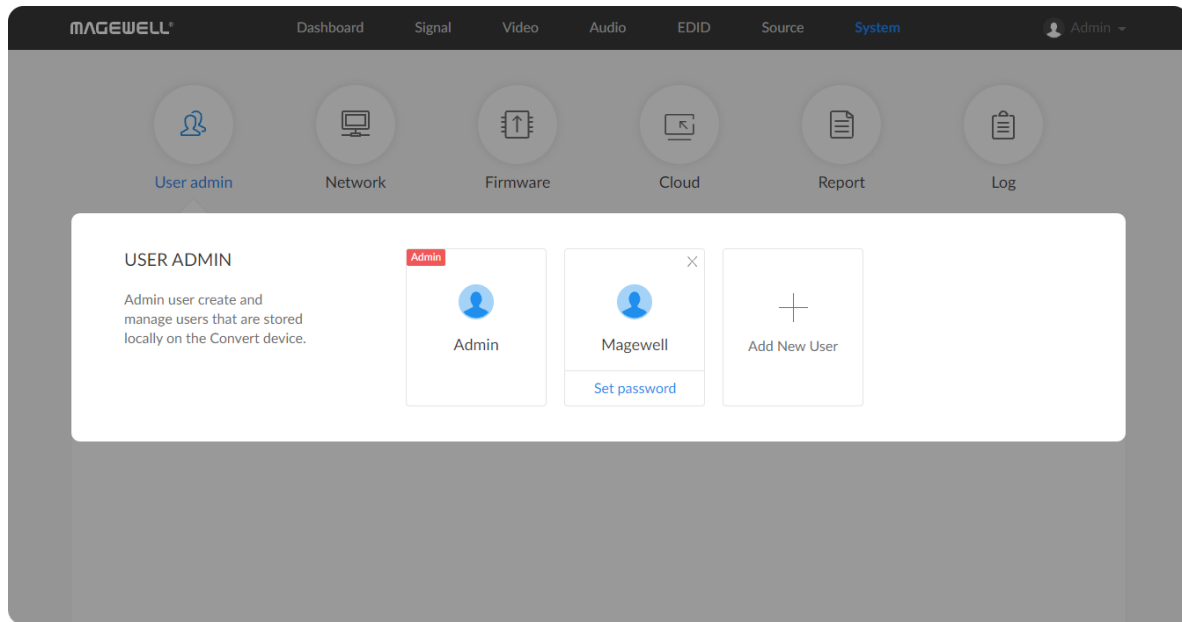 MAGEWELL®
Dashboard
Signal
Video
Audio
EDID
Source
System
Admin
User admin
Network
Firmware
Cloud
Report
Log
USER ADMIN
Admin user create and
manage users that are stored
locally on the Convert device.
Admin
Admin
Magewell
Set password
Add New User